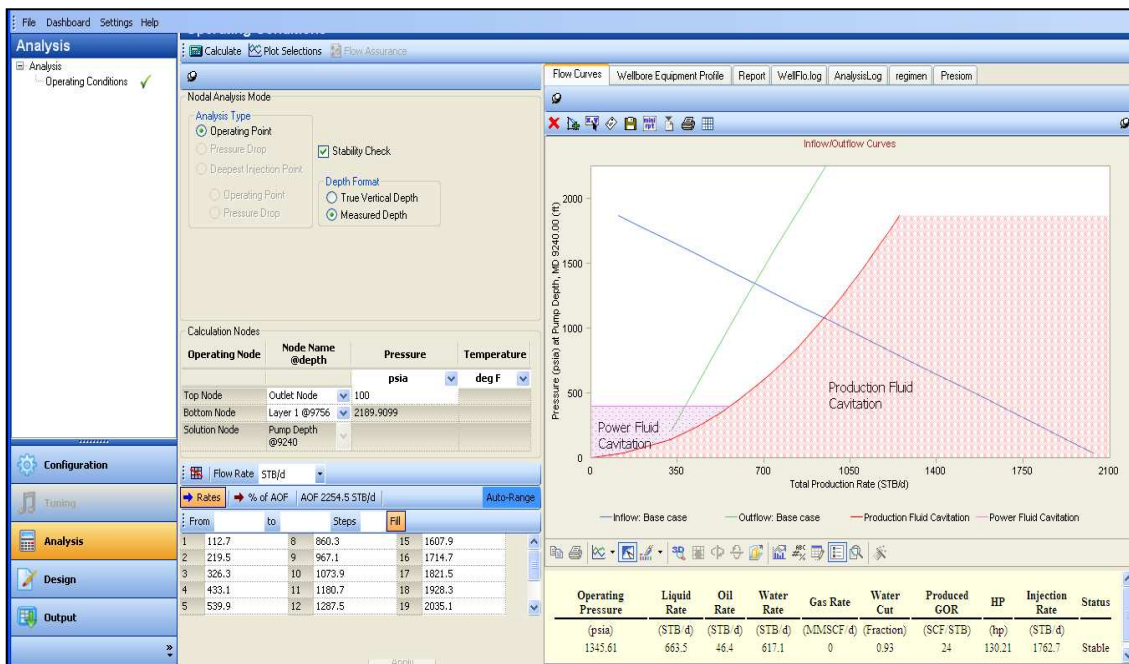 File Dashboard Settings Help
Analysis
Analysis
Operating Conditions
Configuration
Tuning
Analysis
Design
Output
»
Operating Conditions
Calculate Plot Selections Flow Assurance
Nodal Analysis Mode
Analysis Type
Operating Point
Pressure Drop
Deepest Injection Point
Operating Point
Pressure Drop
Stability Check
Depth Format
True Vertical Depth
Measured Depth
Calculation Nodes
Operating Node Node Name @depth Pressure Temperature
psia deg F
Top Node Outlet Node 100
Bottom Node Layer 1 @9756 2189.9099
Solution Node Pump Depth @9240
Flow Rate STB/d
Rates % of AOF AOF 2254.5 STB/d Auto-Range
From to Steps Fill
1 112.7 8 860.3 15 1607.9
2 219.5 9 967.1 16 1714.7
3 326.3 10 1073.9 17 1821.5
4 433.1 11 1180.7 18 1928.3
5 539.9 12 1287.5 19 2035.1
Apply
Flow Curves Wellbore Equipment Profile Report WellFlo.log AnalysisLog regimen Presiom
Inflow/Outflow Curves
Pressure (psia) at Pump Depth, MD 9240.00 (ft)
2000
1500
1000
500
0
Production Fluid
Cavitation
Power Fluid
Cavitation
0 350 700 1050 1400 1750 2100
Total Production Rate (STB/d)
Inflow: Base case Outflow: Base case Production Fluid Cavitation Power Fluid Cavitation
Operating Pressure Liquid Rate Oil Rate Water Rate Gas Rate Water Cut Produced GOR HP Injection Rate Status
(psia) (STB/d) (STB/d) (STB/d) (MMSCF/d) (Fraction) (SCF/STB) (hp) (STB/d)
1345.61 663.5 46.4 617.1 0 0.93 24 130.21 1762.7 Stable